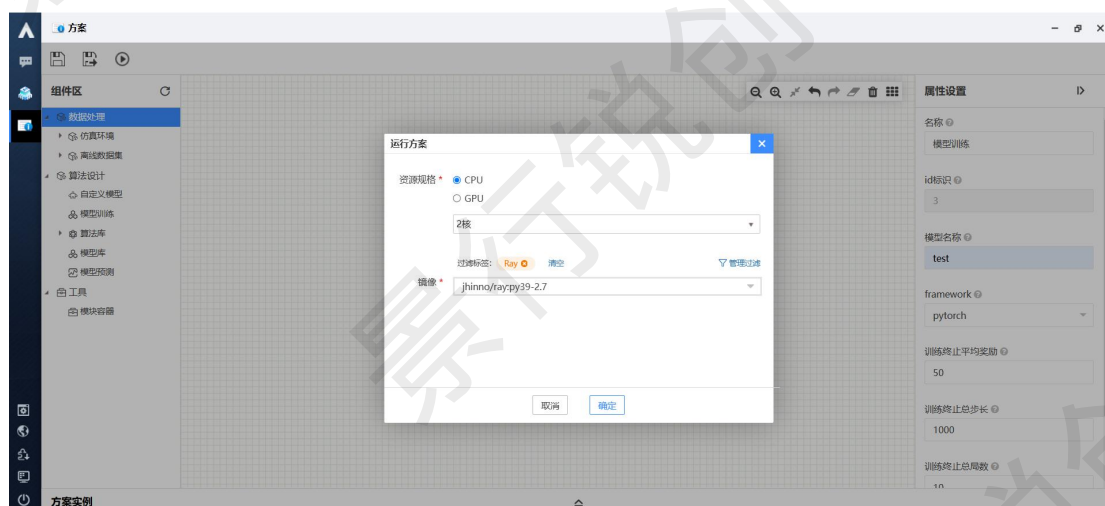 方案
组件区
数据处理
仿真环境
离线数据集
算法设计
自定义模型
模型训练
算法库
模型库
模型预测
工具
模块容器
运行方案
资源规格 *
CPU
GPU
2核
过滤标签: Ray 清空 管理过滤
镜像 * jhinno/ray:py39-2.7
取消 确定
属性设置
名称
模型训练
id标识
3
模型名称
test
framework
pytorch
训练终止平均奖励
50
训练终止总步长
1000
训练终止总局数
10
方案实例
景行锐创